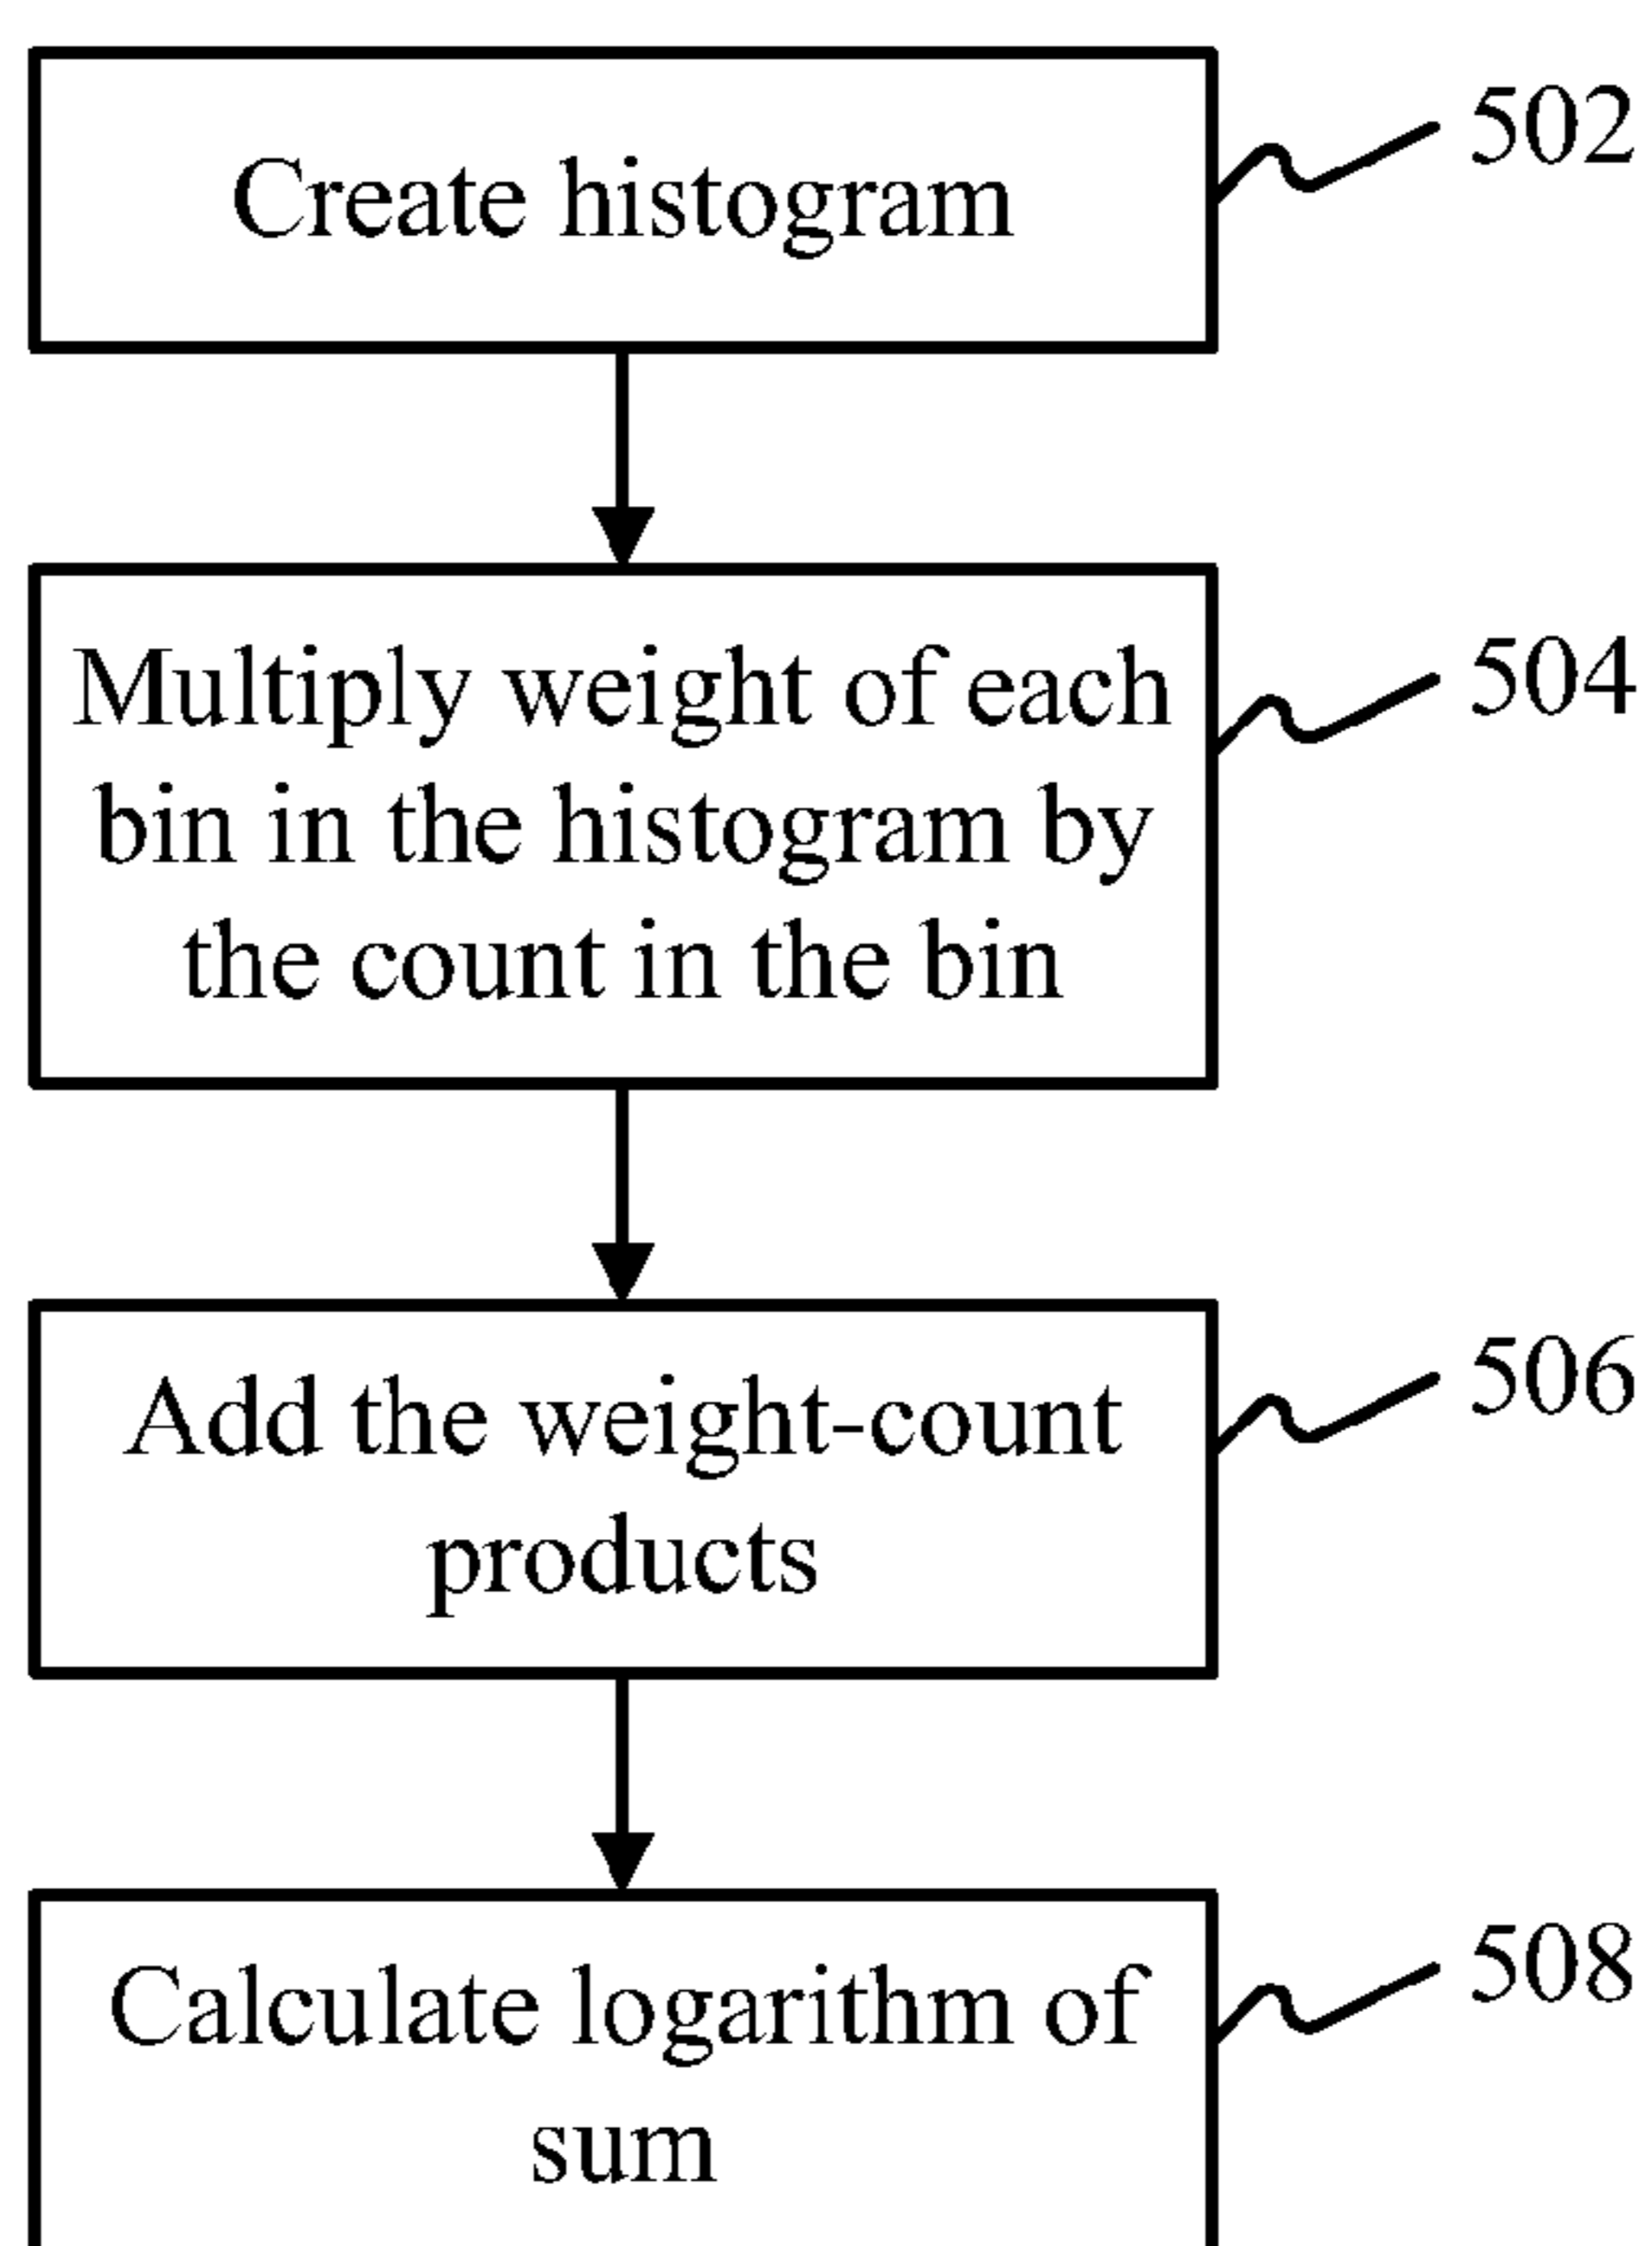 Create histogram
502
Multiply weight of each
bin in the histogram by
the count in the bin
504
Add the weight-count
products
506
Calculate logarithm of
sum
508